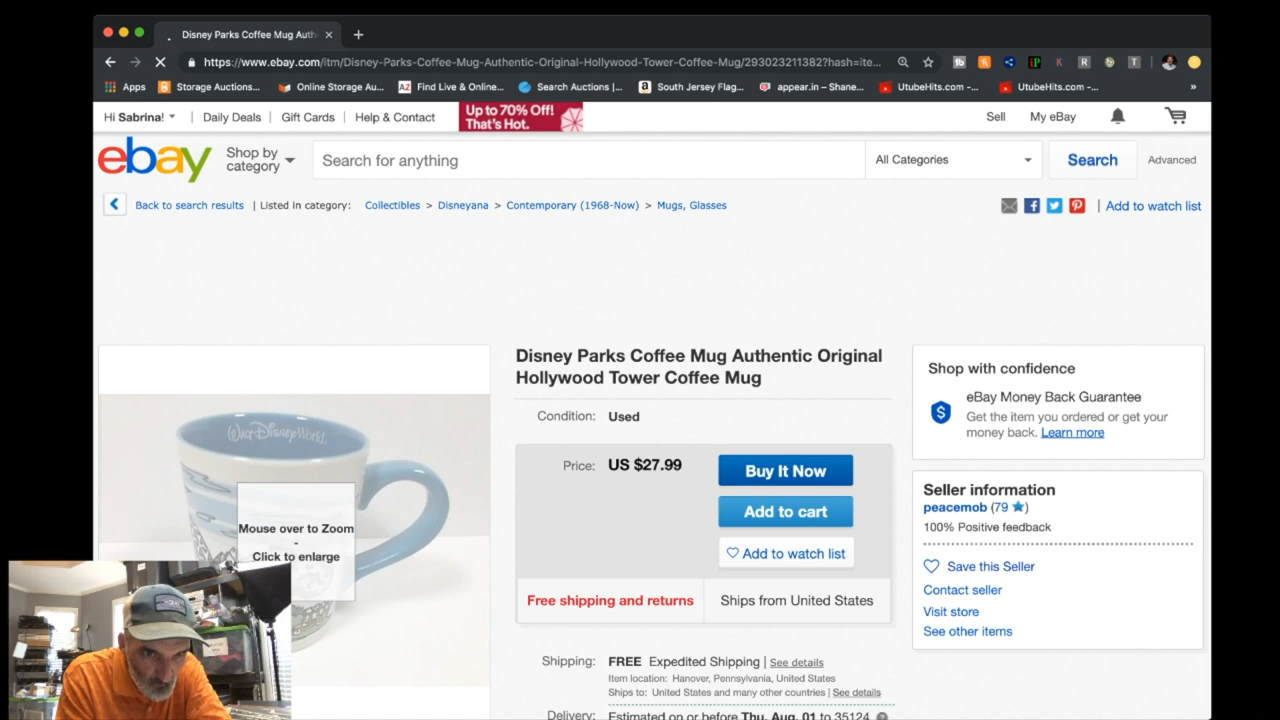 Disney Parks Coffee Mug Auth
https://www.ebay.com/itm/Disney-Parks-Coffee-Mug-Authentic-Original-Hollywood-Tower-Coffee-Mug/293023211382?hash=ite...
Apps Storage Auctions... Online Storage Au... Find Live & Online... Search Auctions |... South Jersey Flag... appear.in – Shane... UtubeHits.com -... UtubeHits.com -... »
Hi Sabrina! Daily Deals Gift Cards Help & Contact Up to 70% Off! That's Hot. Sell My eBay
ebay Shop by category Search for anything All Categories Search Advanced
Back to search results | Listed in category: Collectibles > Disneyana > Contemporary (1968-Now) > Mugs, Glasses | Add to watch list
Disney Parks Coffee Mug Authentic Original
Hollywood Tower Coffee Mug
Condition: Used
Price: US $27.99
Buy It Now
Add to cart
Add to watch list
Free shipping and returns Ships from United States
Shipping: FREE Expedited Shipping | See details
Item location: Hanover, Pennsylvania, United States
Ships to: United States and many other countries | See details
Delivery: Estimated on or before Thu. Aug. 01 to 35124
Walt Disney World
Mouse over to Zoom
-
Click to enlarge
Shop with confidence
eBay Money Back Guarantee
Get the item you ordered or get your
money back. Learn more
Seller information
peacemob (79)
100% Positive feedback
Save this Seller
Contact seller
Visit store
See other items